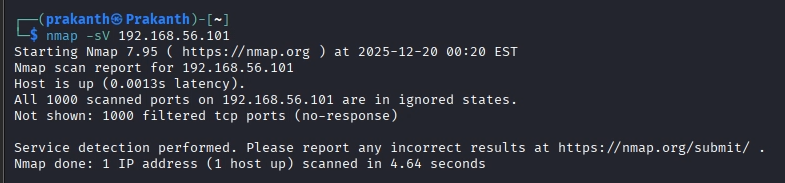 ┌──(prakanth㉿Prakanth)-[~]
└─$ nmap -sV 192.168.56.101
Starting Nmap 7.95 ( https://nmap.org ) at 2025-12-20 00:20 EST
Nmap scan report for 192.168.56.101
Host is up (0.0013s latency).
All 1000 scanned ports on 192.168.56.101 are in ignored states.
Not shown: 1000 filtered tcp ports (no-response)

Service detection performed. Please report any incorrect results at https://nmap.org/submit/ .
Nmap done: 1 IP address (1 host up) scanned in 4.64 seconds